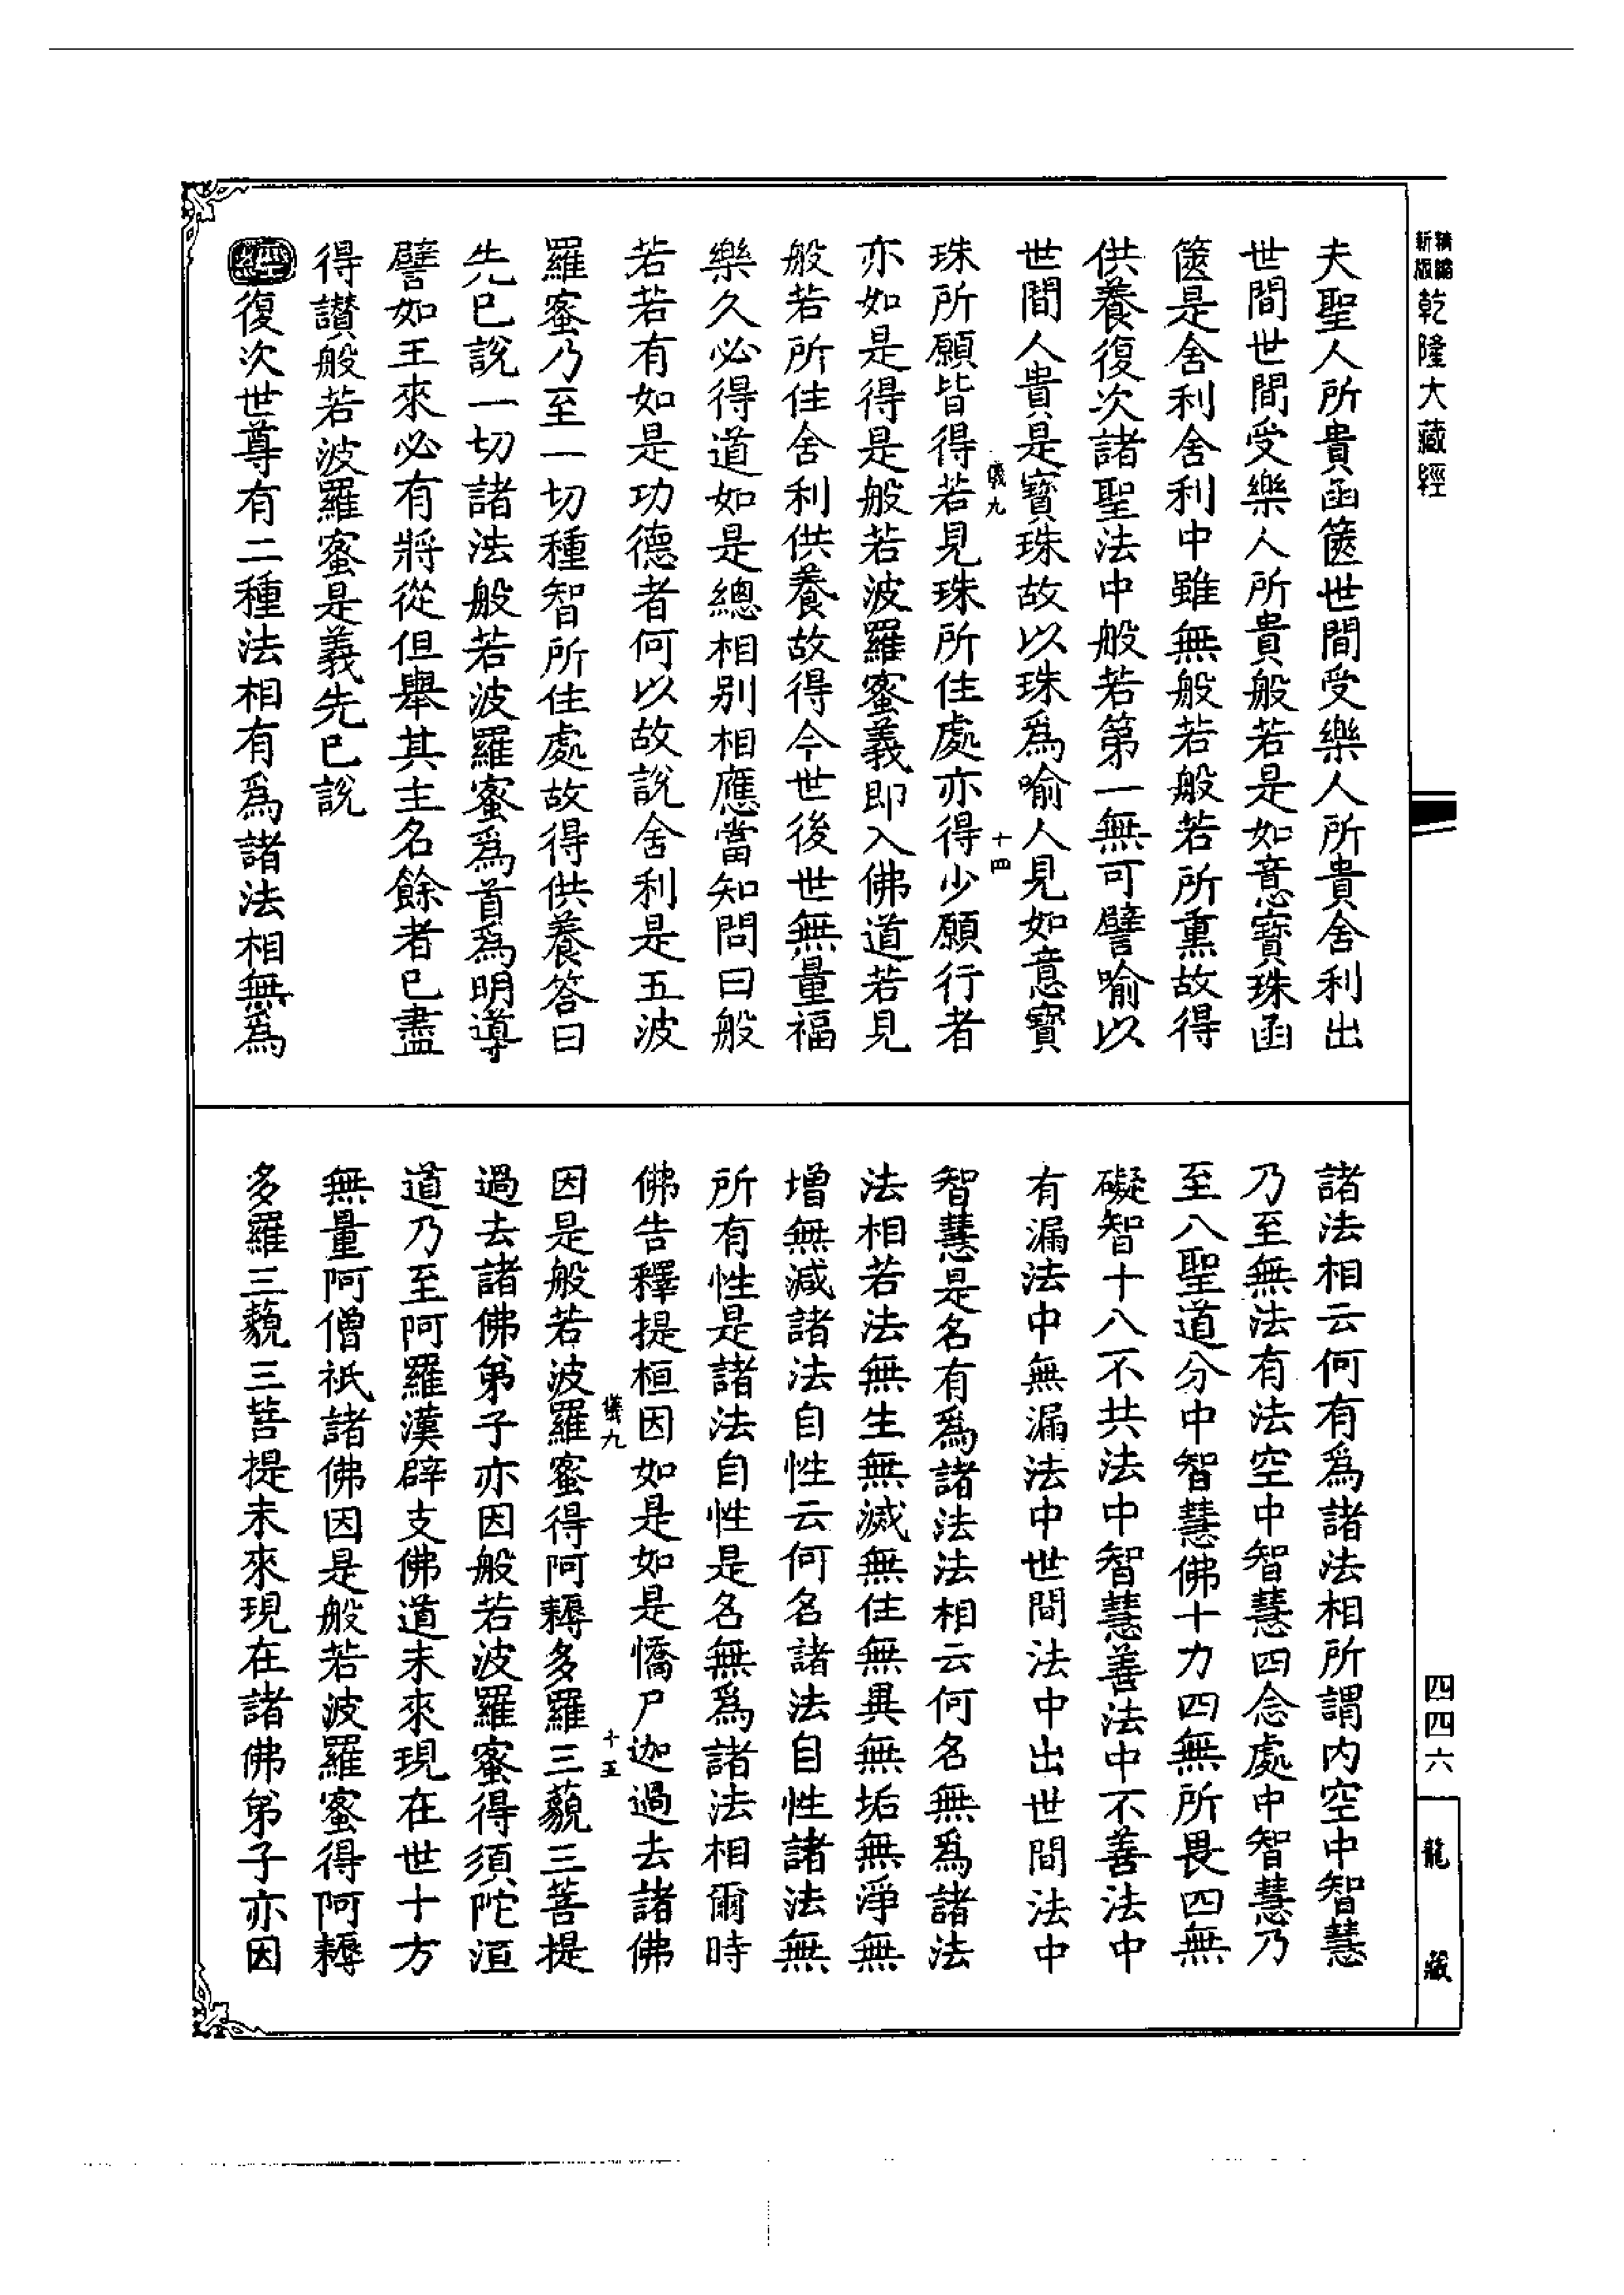 新版精縮乾隆大藏經
夫聖人所貴函篋世間受樂人所貴舍利出
世間世間受樂人所貴般若是如意寶珠函
篋是舍利舍利中雖無般若般若所熏故得
供養復次諸聖法中般若第一無可譬喻以
世間人貴是寶珠故以珠爲喻人見如意寶
儀九
十四
珠所願皆得若見珠所住處亦得少願行者
亦如是得是般若波羅蜜義即入佛道若見
般若所住舍利供養故得今世後世無量福
樂久必得道如是總相別相應當知問曰般
若若有如是功德者何以故說舍利是五波
羅蜜乃至一切種智所住處故得供養答曰
先已說一切諸法般若波羅蜜爲首爲明導
譬如王來必有將從但舉其主名餘者已盡
得讃般若波羅蜜是義先已說
經復次世尊有二種法相有爲諸法相無爲
諸法相云何有爲諸法相所謂內空中智慧
乃至無法有法空中智慧四念處中智慧乃
至八聖道分中智慧佛十力四無所畏四無
礙智十八不共法中智慧善法中不善法中
有漏法中無漏法中世間法中出世間法中
智慧是名有爲諸法法相云何名無爲諸法
法相若法無生無滅無住無異無垢無淨無
增無減諸法自性云何名諸法自性諸法無
所有性是諸法自性是名無爲諸法相爾時
佛告釋提桓因如是如是憍尸迦過去諸佛
儀九
十五
因是般若波羅蜜得阿耨多羅三藐三菩提
過去諸佛弟子亦因般若波羅蜜得須陀洹
道乃至阿羅漢辟支佛道未來現在世十方
無量阿僧祇諸佛因是般若波羅蜜得阿耨
多羅三藐三菩提未來現在諸佛弟子亦因
四四六
龍藏